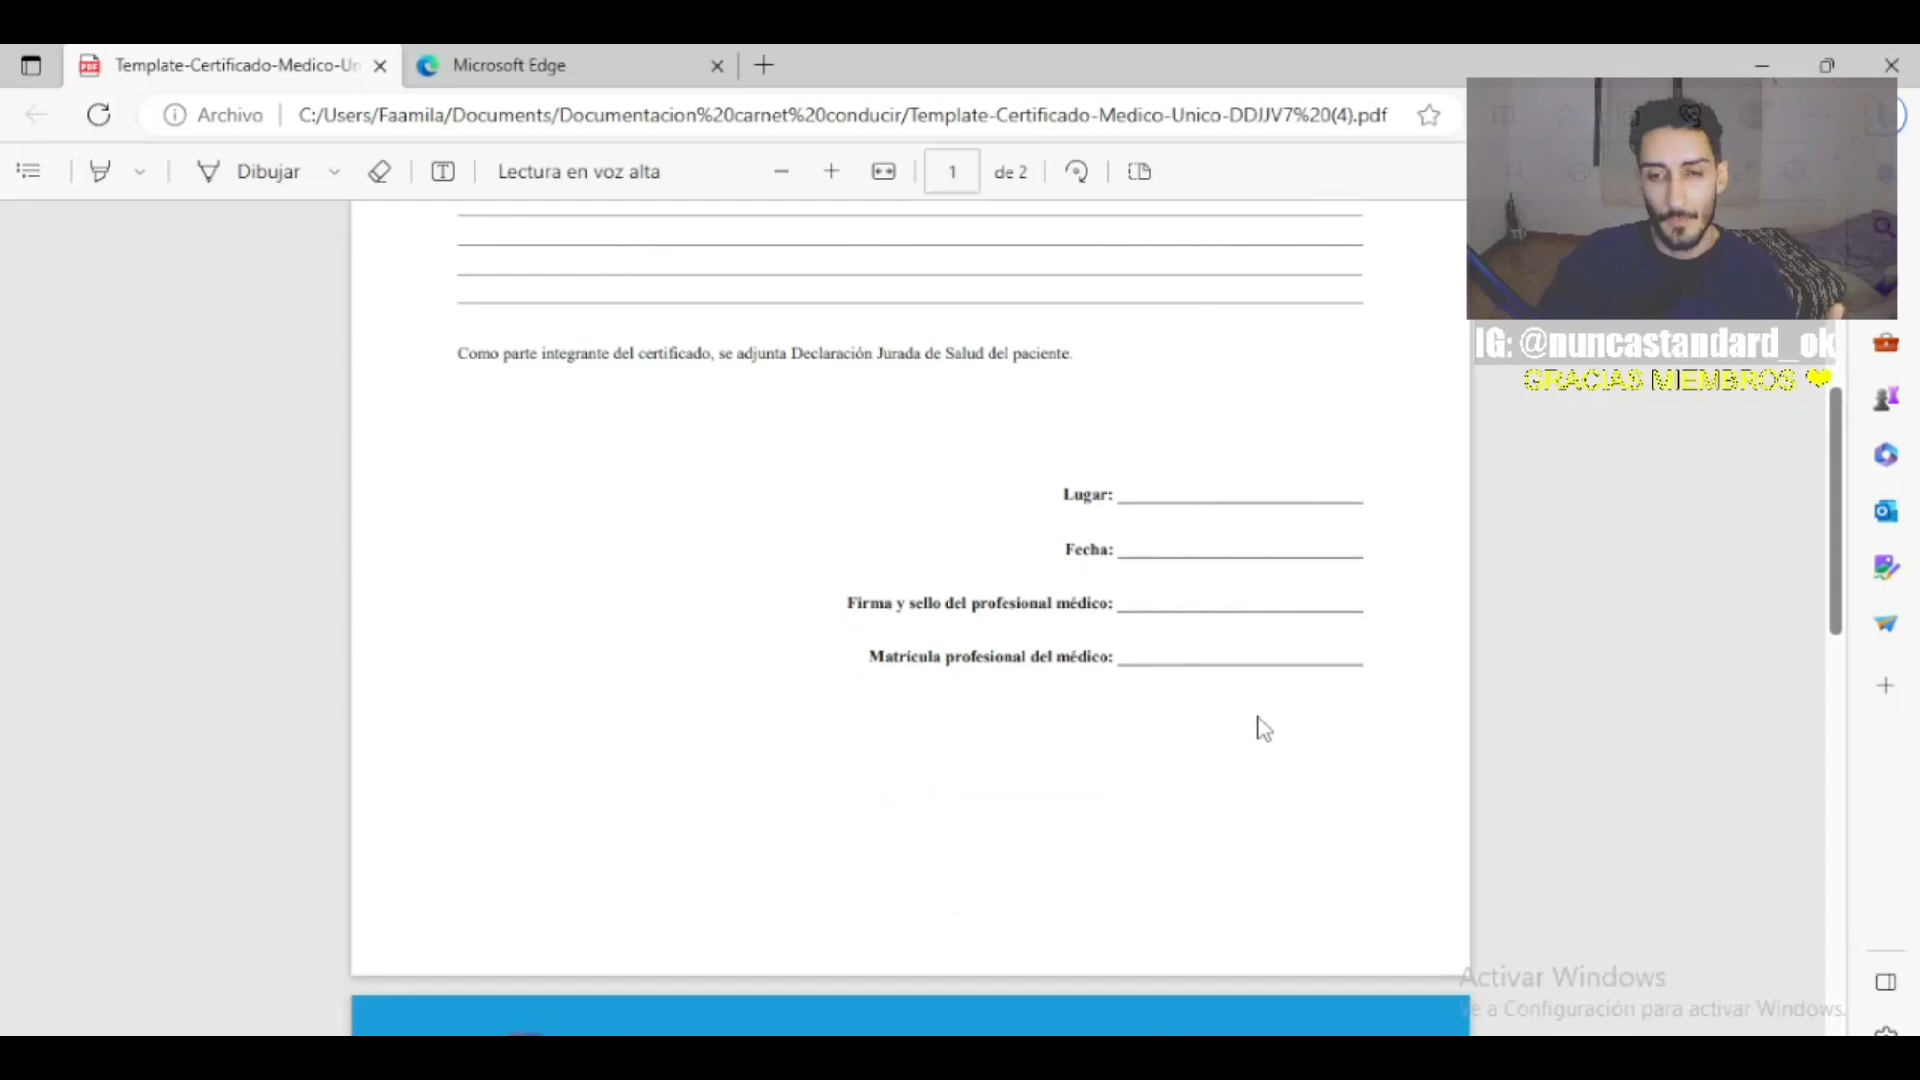 Template-Certificado-Medico-Un
Microsoft Edge
Archivo
C:/Users/Faamila/Documents/Documentacion%20carnet%20conducir/Template-Certificado-Medico-Unico-DDJJV7%20(4).pdf
Dibujar
Lectura en voz alta
1
de 2
IG: @nuncastandard_ok
GRACIAS MIEMBROS
Como parte integrante del certificado, se adjunta Declaración Jurada de Salud del paciente.
Lugar:
Fecha:
Firma y sello del profesional médico:
Matrícula profesional del médico:
Activar Windows
Ve a Configuración para activar Windows.